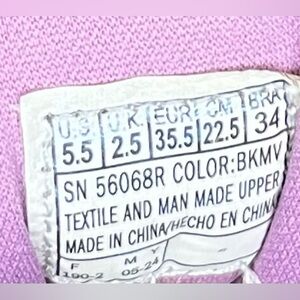 U.S U.K EUR CM BRA
5.5 2.5 35.5 22.5 34
SN 56068R COLOR:BKMV
TEXTILE AND MAN MADE UPPER
MADE IN CHINA/HECHO EN CHINA
F M Y
190-2 05-24 -